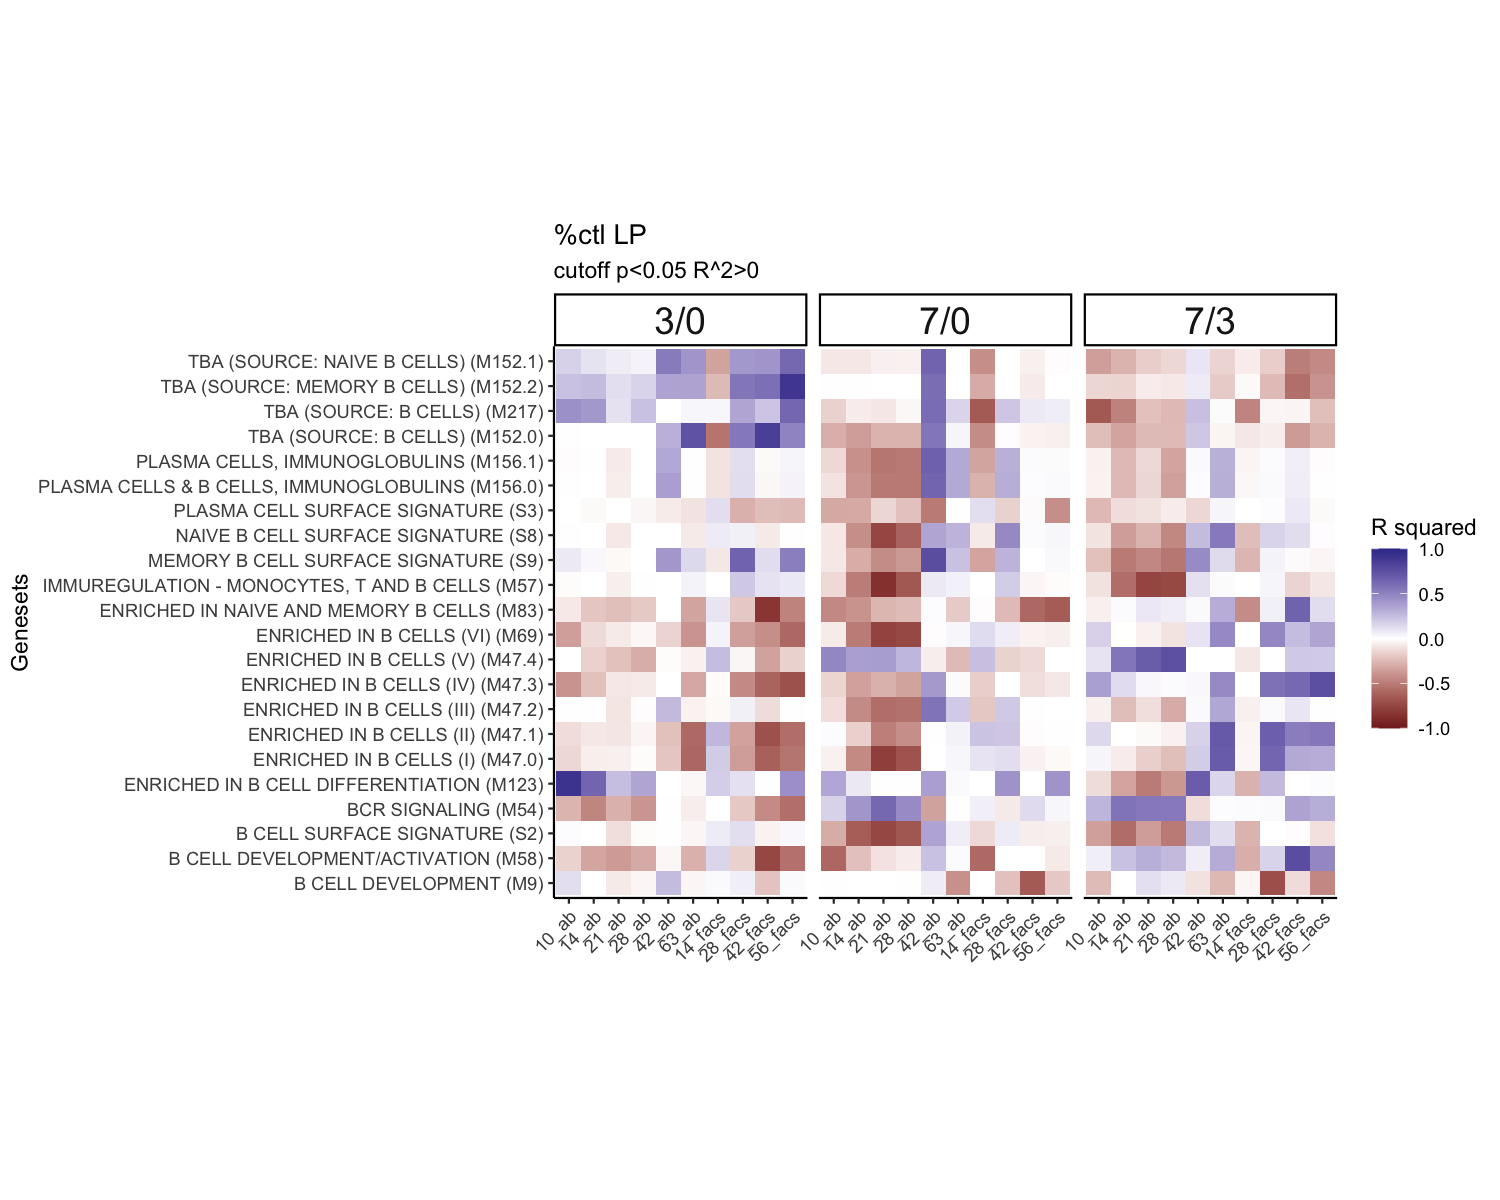 %ctl LP
cutoff p<0.05 R^2>0
3/0 7/0 7/3
Genesets
TBA (SOURCE: NAIVE B CELLS) (M152.1)
TBA (SOURCE: MEMORY B CELLS) (M152.2)
TBA (SOURCE: B CELLS) (M217)
TBA (SOURCE: B CELLS) (M152.0)
PLASMA CELLS, IMMUNOGLOBULINS (M156.1)
PLASMA CELLS & B CELLS, IMMUNOGLOBULINS (M156.0)
PLASMA CELL SURFACE SIGNATURE (S3)
NAIVE B CELL SURFACE SIGNATURE (S8)
MEMORY B CELL SURFACE SIGNATURE (S9)
IMMUREGULATION - MONOCYTES, T AND B CELLS (M57)
ENRICHED IN NAIVE AND MEMORY B CELLS (M83)
ENRICHED IN B CELLS (VI) (M69)
ENRICHED IN B CELLS (V) (M47.4)
ENRICHED IN B CELLS (IV) (M47.3)
ENRICHED IN B CELLS (III) (M47.2)
ENRICHED IN B CELLS (II) (M47.1)
ENRICHED IN B CELLS (I) (M47.0)
ENRICHED IN B CELL DIFFERENTIATION (M123)
BCR SIGNALING (M54)
B CELL SURFACE SIGNATURE (S2)
B CELL DEVELOPMENT/ACTIVATION (M58)
B CELL DEVELOPMENT (M9)
10_ab 14_ab 21_ab 28_ab 42_ab 63_ab 14_facs 28_facs 42_facs 56_facs
10_ab 14_ab 21_ab 28_ab 42_ab 63_ab 14_facs 28_facs 42_facs 56_facs
10_ab 14_ab 21_ab 28_ab 42_ab 63_ab 14_facs 28_facs 42_facs 56_facs
R squared
1.0
0.5
0.0
-0.5
-1.0